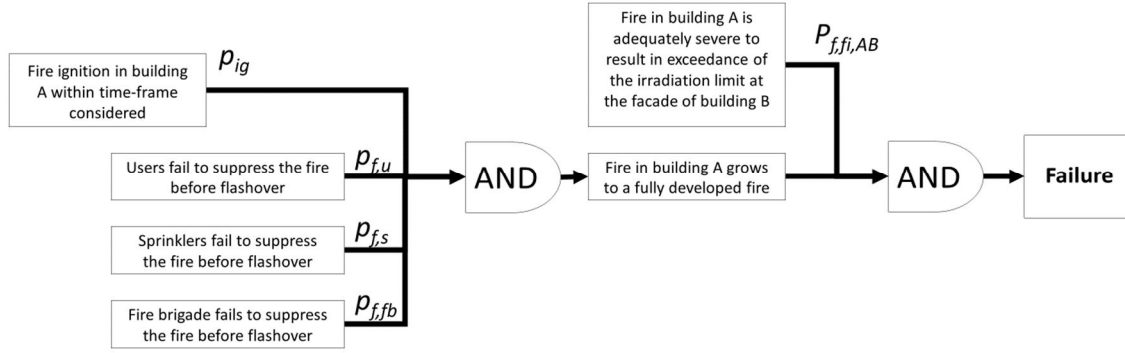 Fire ignition in building
A within time-frame
considered
p_ig
Users fail to suppress the fire
before flashover
p_f,u
Sprinklers fail to suppress
the fire before flashover
p_f,s
Fire brigade fails to suppress
the fire before flashover
p_f,fb
AND
Fire in building A is
adequately severe to
result in exceedance of
the irradiation limit at
the facade of building B
P_f,fi,AB
Fire in building A grows
to a fully developed fire
AND
Failure